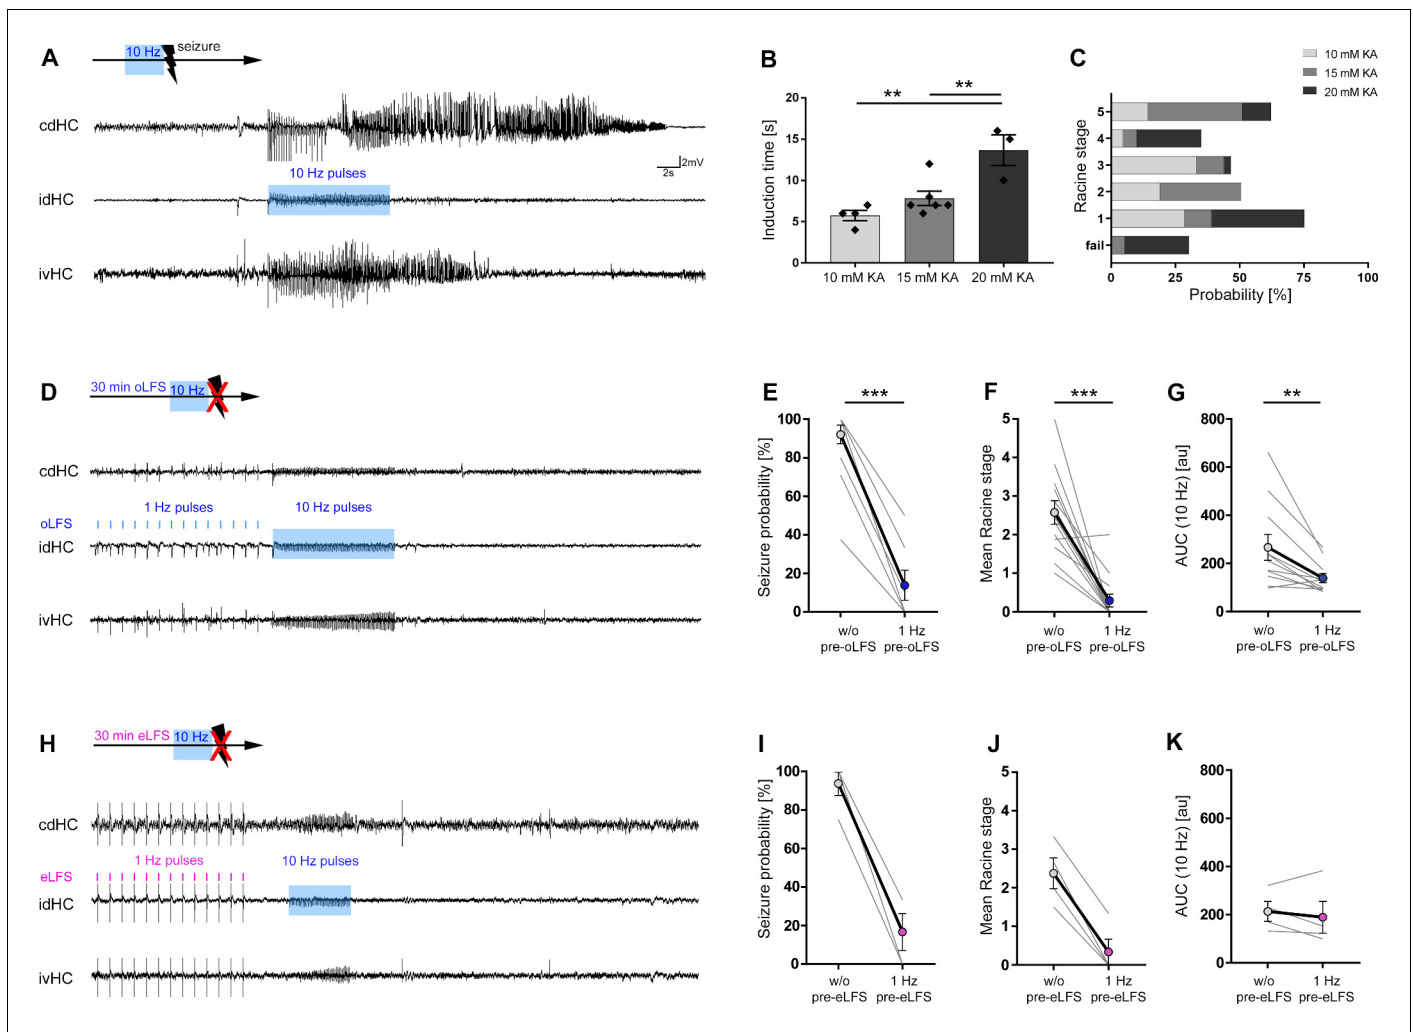 A
10 Hz
seizure
cdHC
2mV
2s
10 Hz pulses
idHC
ivHC
B
**
**
Induction time [s]
20
15
10
5
0
10 mM KA
15 mM KA
20 mM KA
C
10 mM KA
15 mM KA
20 mM KA
Racine stage
5
4
3
2
1
fail
0
25
50
75
100
Probability [%]
D
30 min oLFS
10 Hz
cdHC
1 Hz pulses
10 Hz pulses
oLFS
idHC
ivHC
E
***
Seizure probability [%]
100
80
60
40
20
0
w/o
pre-oLFS
1 Hz
pre-oLFS
F
***
Mean Racine stage
5
4
3
2
1
0
w/o
pre-oLFS
1 Hz
pre-oLFS
G
**
AUC (10 Hz) [au]
800
600
400
200
0
w/o
pre-oLFS
1 Hz
pre-oLFS
H
30 min eLFS
10 Hz
cdHC
1 Hz pulses
10 Hz pulses
eLFS
idHC
ivHC
I
Seizure probability [%]
100
80
60
40
20
0
w/o
pre-eLFS
1 Hz
pre-eLFS
J
Mean Racine stage
5
4
3
2
1
0
w/o
pre-eLFS
1 Hz
pre-eLFS
K
AUC (10 Hz) [au]
800
600
400
200
0
w/o
pre-eLFS
1 Hz
pre-eLFS